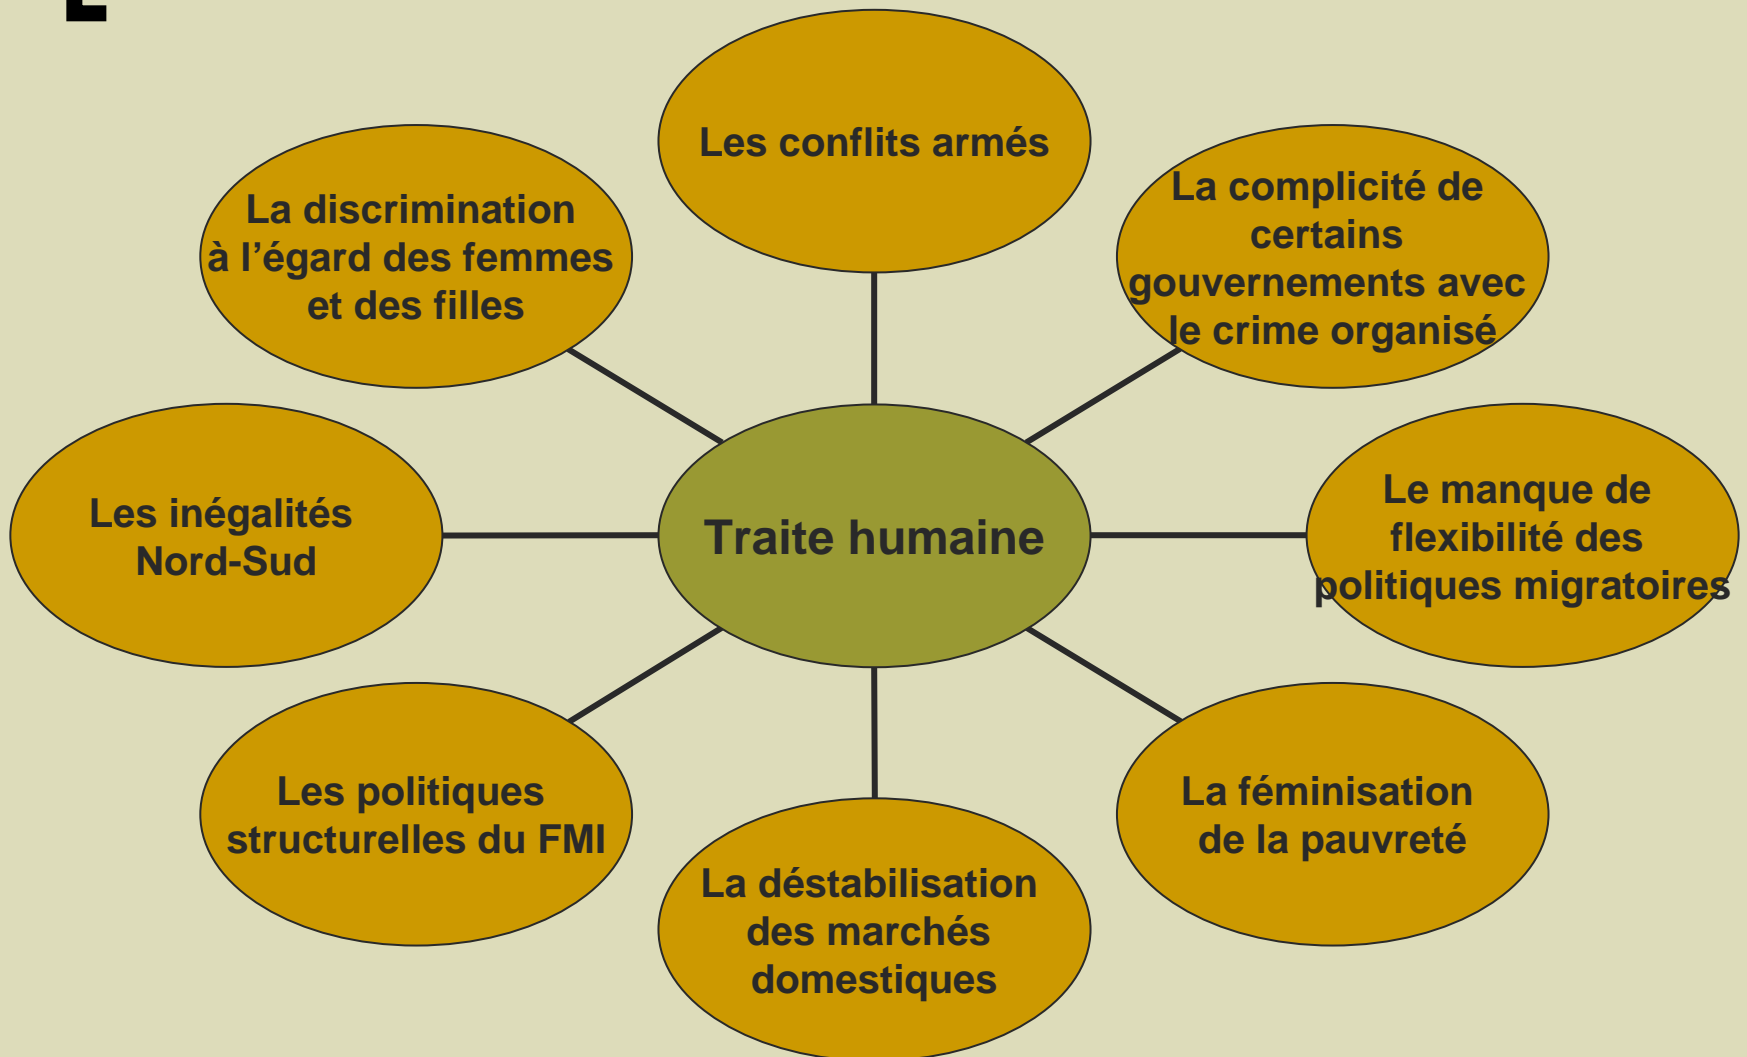 Les conflits armés
La complicité de
certains
gouvernements avec
le crime organisé
Le manque de
flexibilité des
politiques migratoires
La féminisation
de la pauvreté
La déstabilisation
des marchés
domestiques
Les politiques
structurelles du FMI
Les inégalités
Nord-Sud
La discrimination
à l’égard des femmes
et des filles
Traite humaine